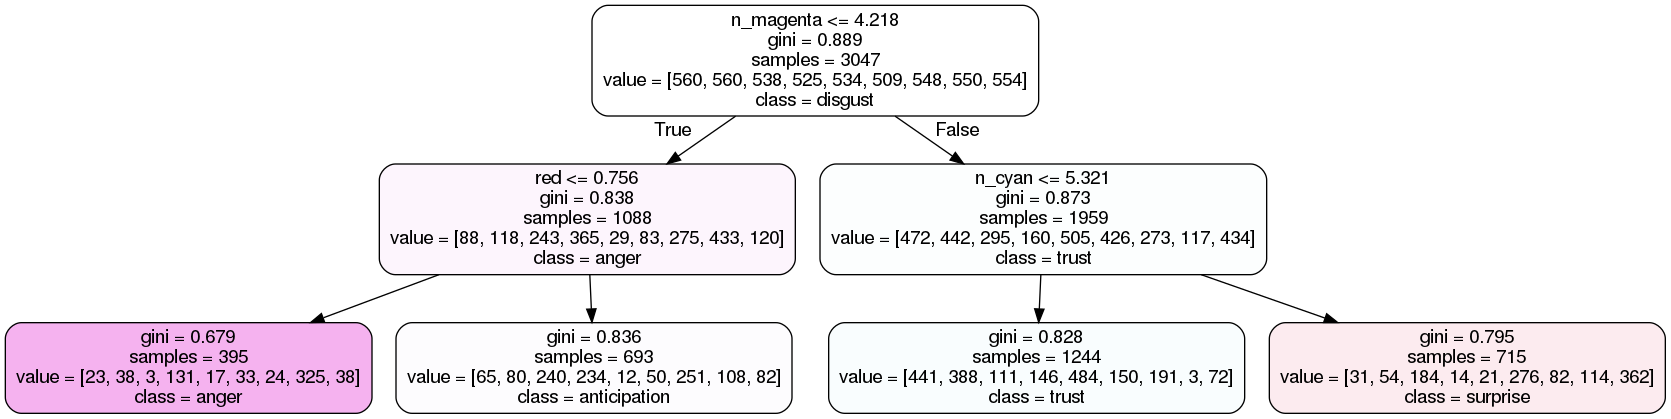 n_magenta <= 4.218
gini = 0.889
samples = 3047
value = [560, 560, 538, 525, 534, 509, 548, 550, 554]
class = disgust
True
False
red <= 0.756
gini = 0.838
samples = 1088
value = [88, 118, 243, 365, 29, 83, 275, 433, 120]
class = anger
n_cyan <= 5.321
gini = 0.873
samples = 1959
value = [472, 442, 295, 160, 505, 426, 273, 117, 434]
class = trust
gini = 0.679
samples = 395
value = [23, 38, 3, 131, 17, 33, 24, 325, 38]
class = anger
gini = 0.836
samples = 693
value = [65, 80, 240, 234, 12, 50, 251, 108, 82]
class = anticipation
gini = 0.828
samples = 1244
value = [441, 388, 111, 146, 484, 150, 191, 3, 72]
class = trust
gini = 0.795
samples = 715
value = [31, 54, 184, 14, 21, 276, 82, 114, 362]
class = surprise